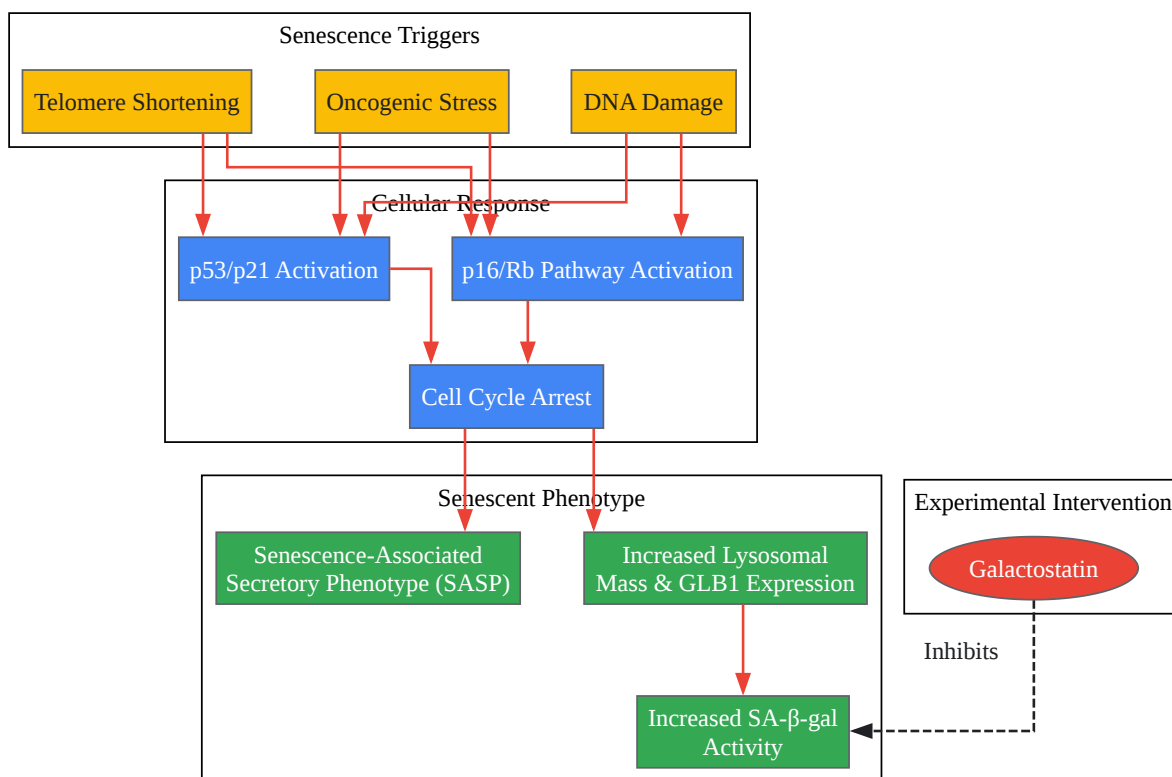 Senescence Triggers
Telomere Shortening
Oncogenic Stress
DNA Damage
Cellular Response
p53/p21 Activation
p16/Rb Pathway Activation
Cell Cycle Arrest
Senescent Phenotype
Senescence-Associated
Secretory Phenotype (SASP)
Increased Lysosomal
Mass & GLB1 Expression
Increased SA-β-gal
Activity
Experimental Intervention
Galactostatin
Inhibits